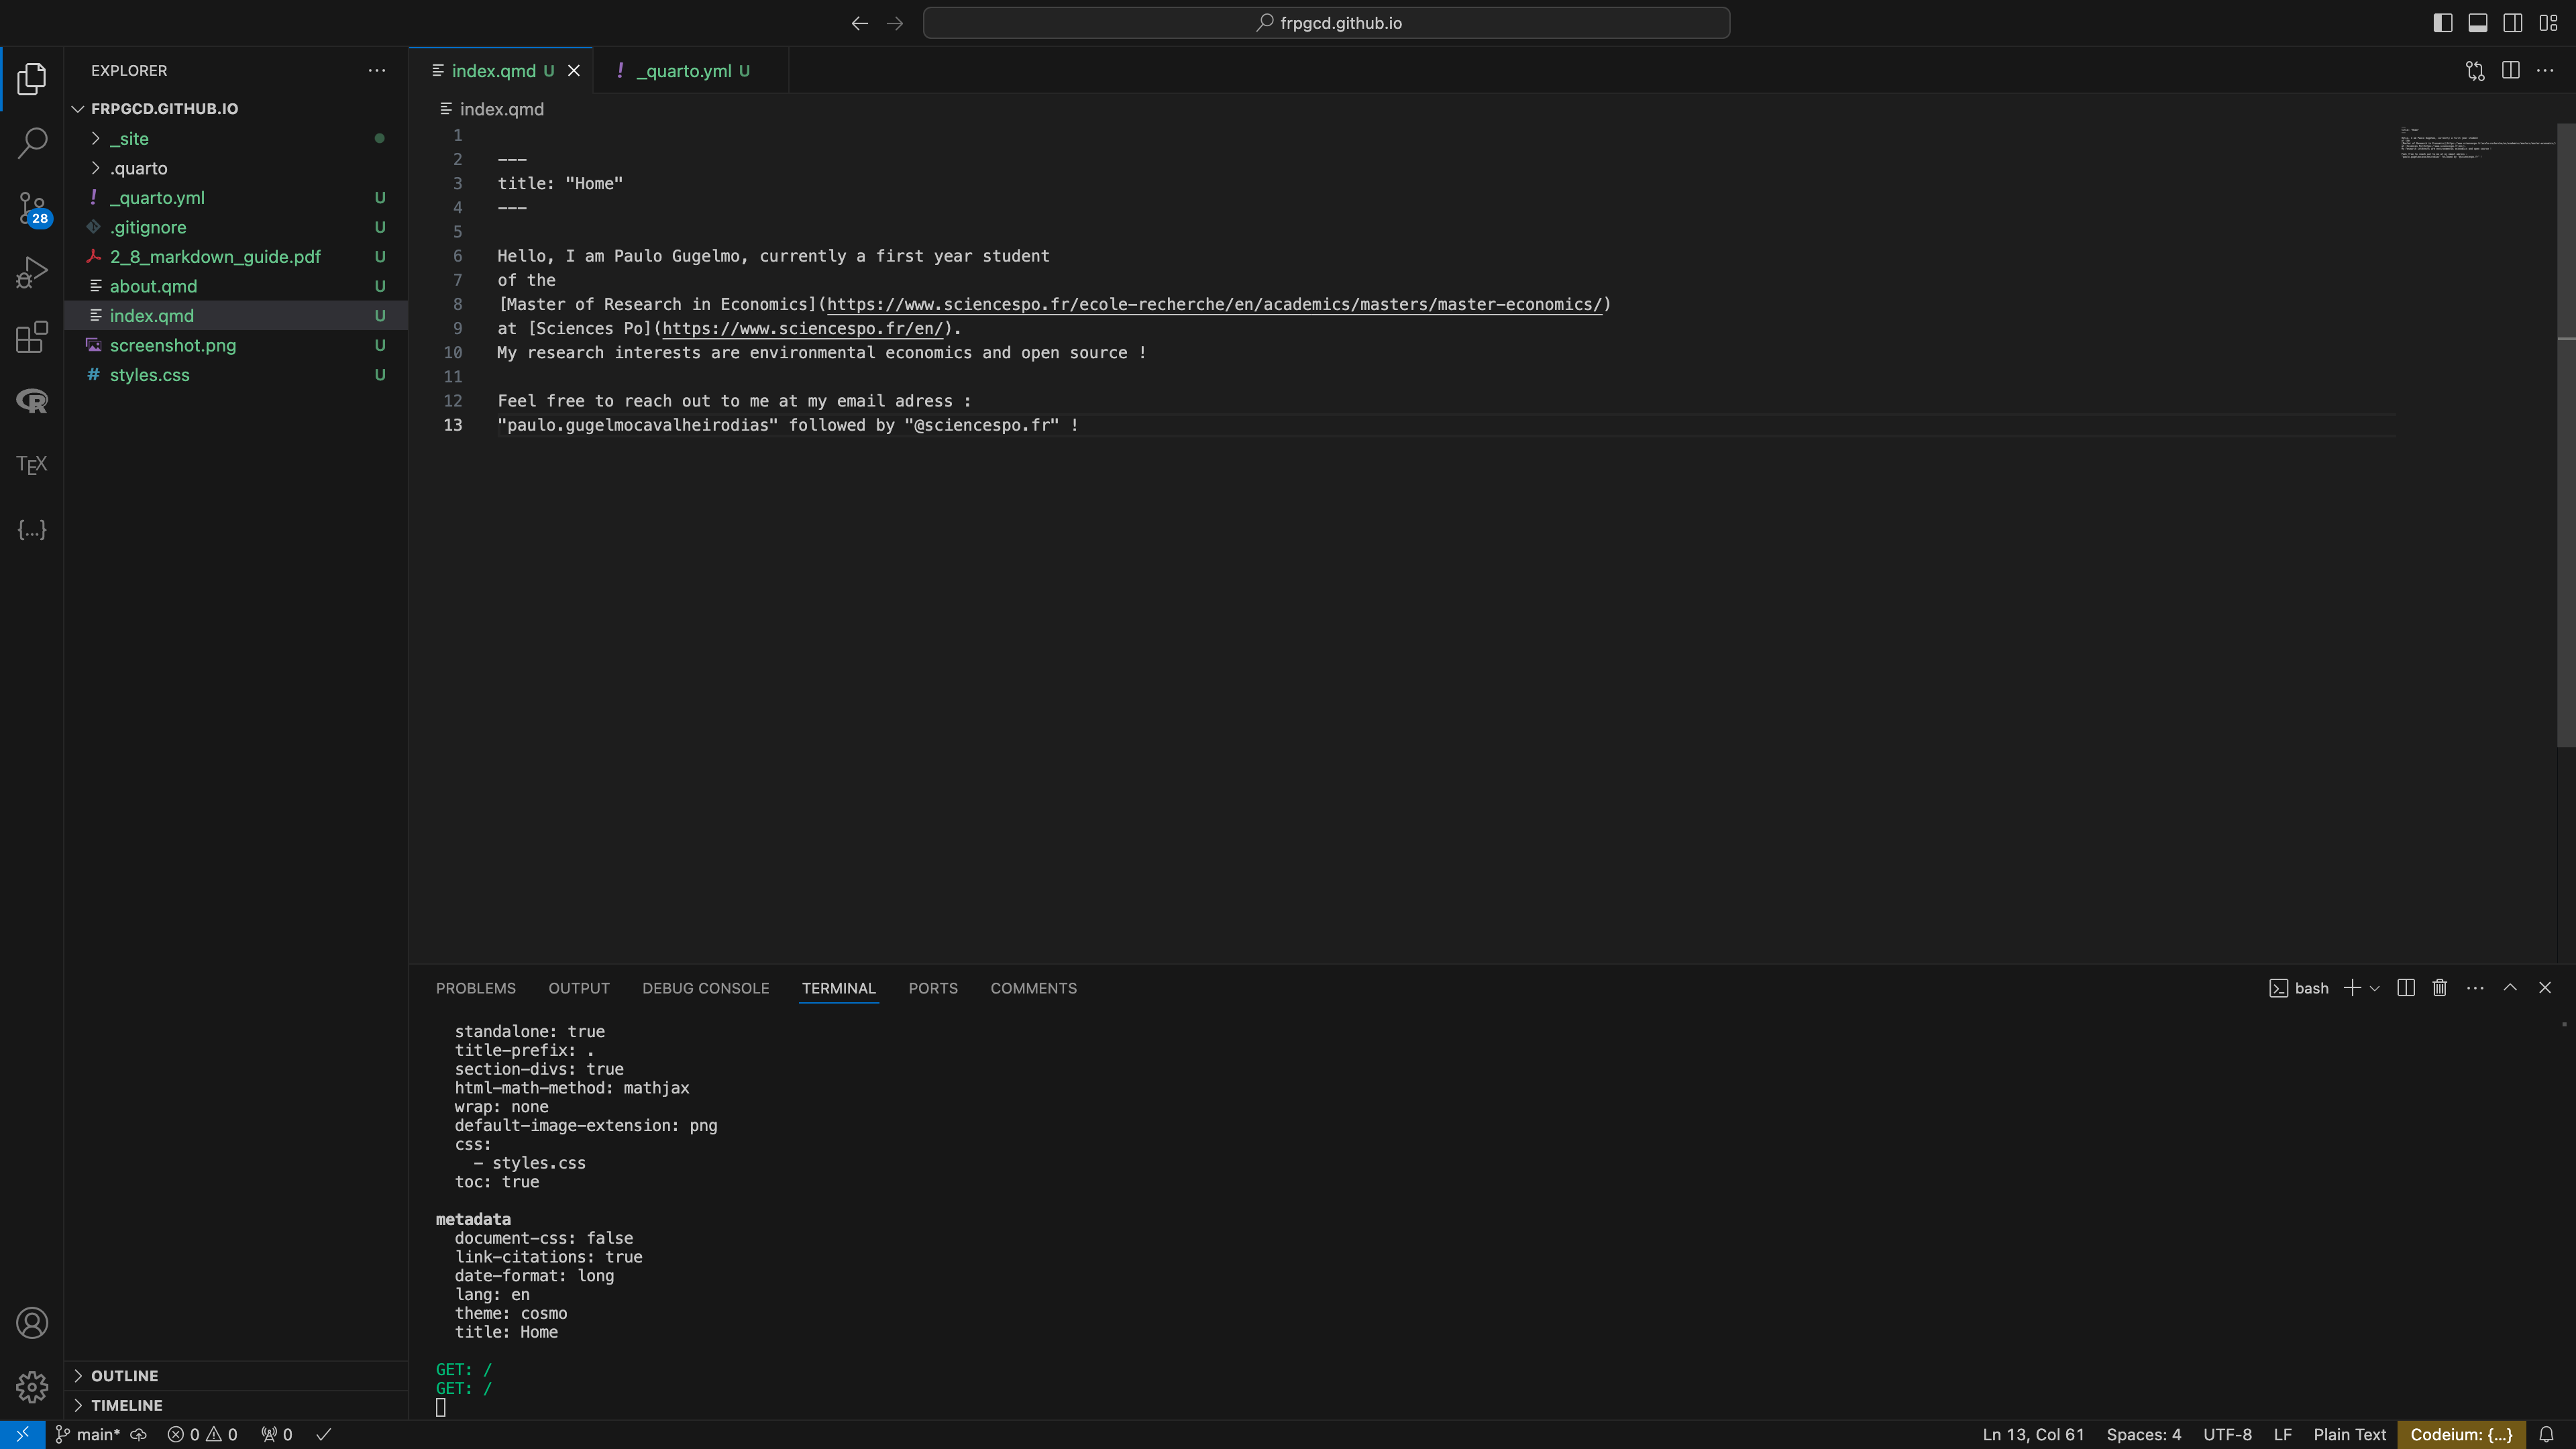 frpgcd.github.io
EXPLORER
FRPGCD.GITHUB.IO
_site
.quarto
_quarto.yml U
.gitignore U
2_8_markdown_guide.pdf U
about.qmd U
index.qmd U
screenshot.png U
styles.css U
28
OUTLINE
TIMELINE
index.qmd U
_quarto.yml U
index.qmd
1
2 ---
3 title: "Home"
4 ---
5
6 Hello, I am Paulo Gugelmo, currently a first year student
7 of the
8 [Master of Research in Economics](https://www.sciencespo.fr/ecole-recherche/en/academics/masters/master-economics/)
9 at [Sciences Po](https://www.sciencespo.fr/en/).
10 My research interests are environmental economics and open source !
11
12 Feel free to reach out to me at my email adress :
13 "paulo.gugelmocavalheirodias" followed by "@sciencespo.fr" !
PROBLEMS OUTPUT DEBUG CONSOLE TERMINAL PORTS COMMENTS
bash
standalone: true
title-prefix: .
section-divs: true
html-math-method: mathjax
wrap: none
default-image-extension: png
css:
- styles.css
toc: true
metadata
document-css: false
link-citations: true
date-format: long
lang: en
theme: cosmo
title: Home
GET: /
GET: /
main* 0 0 0
Ln 13, Col 61 Spaces: 4 UTF-8 LF Plain Text Codeium: {...}